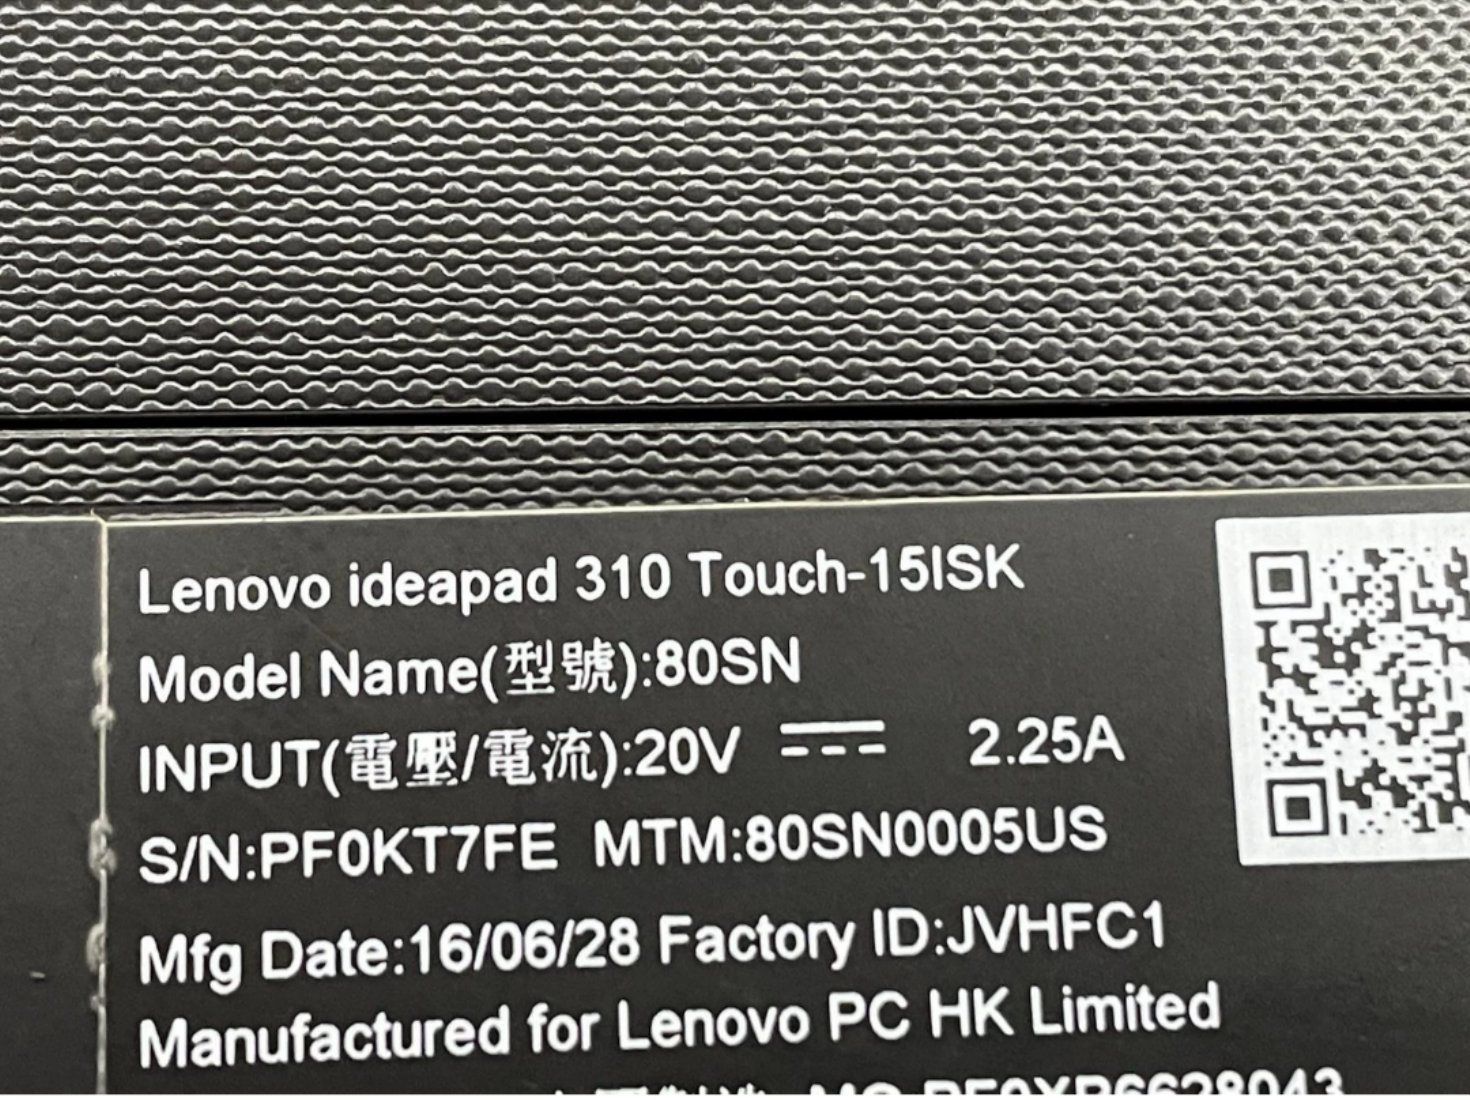 Lenovo ideapad 310 Touch-15ISK
Model Name(型號):80SN
INPUT(電壓/電流):20V ⎓ 2.25A
S/N:PF0KT7FE MTM:80SN0005US
Mfg Date:16/06/28 Factory ID:JVHFC1
Manufactured for Lenovo PC HK Limited